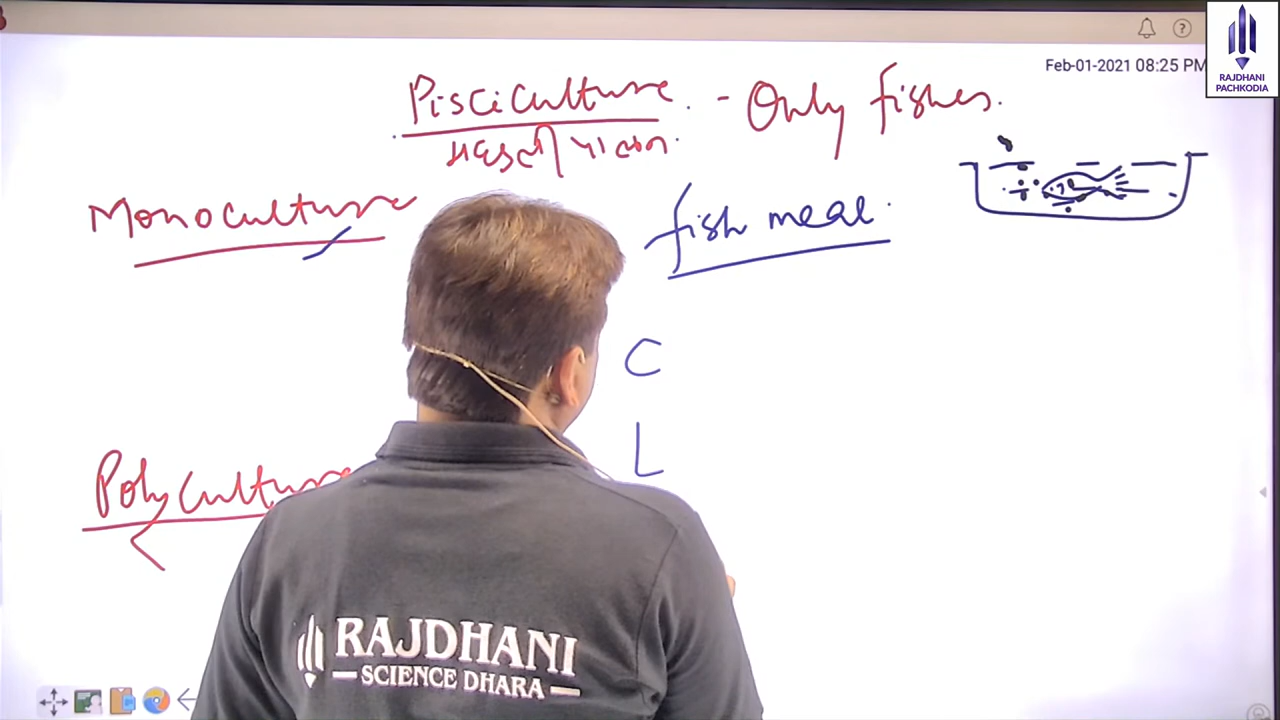 RAJDHANI
PACHKODIA
Feb-01-2021 08:25 PM
Pisciculture. - Only fishes.
Monoculture
fish meal.
C
L
Polyculture
RAJDHANI
SCIENCE DHARA